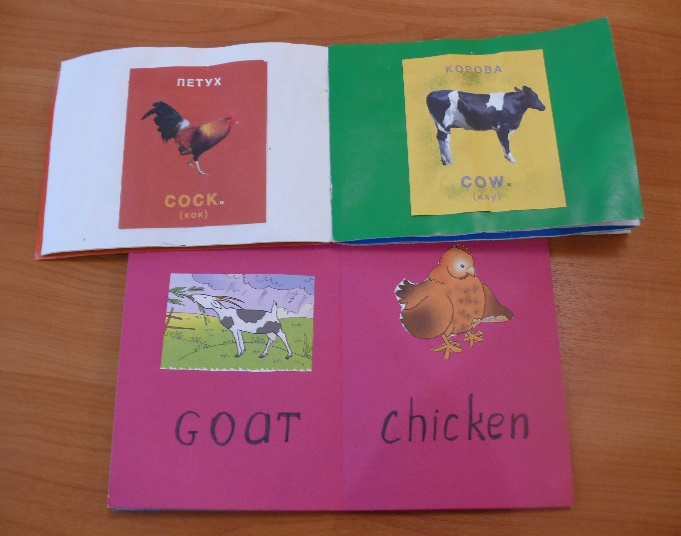 ПЕТУХ
COCK n
(кок)
КОРОВА
COW n
(кау)
GOAT
chicken